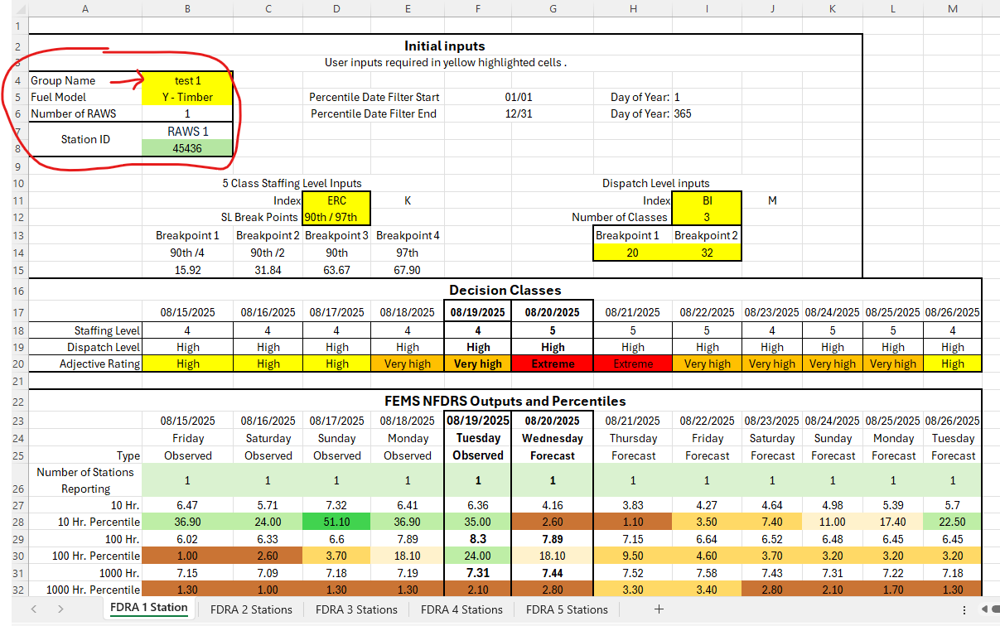 A B C D E F G H I J K L M
1
2 Initial inputs
3 User inputs required in yellow highlighted cells .
4 Group Name test 1
5 Fuel Model Y - Timber Percentile Date Filter Start 01/01 Day of Year: 1
6 Number of RAWS 1 Percentile Date Filter End 12/31 Day of Year: 365
7 RAWS 1
Station ID
8 45436
9
10 5 Class Staffing Level Inputs Dispatch Level inputs
11 Index ERC K Index BI M
12 SL Break Points 90th / 97th Number of Classes 3
13 Breakpoint 1 Breakpoint 2 Breakpoint 3 Breakpoint 4 Breakpoint 1 Breakpoint 2
14 90th /4 90th /2 90th 97th 20 32
15 15.92 31.84 63.67 67.90
16 Decision Classes
17 08/15/2025 08/16/2025 08/17/2025 08/18/2025 08/19/2025 08/20/2025 08/21/2025 08/22/2025 08/23/2025 08/24/2025 08/25/2025 08/26/2025
18 Staffing Level 4 4 4 4 4 5 5 5 4 5 5 4
19 Dispatch Level High High High High High High High High High High High High
20 Adjective Rating High High High Very high Very high Extreme Extreme Very high Very high Very high Very high High
21
22 FEMS NFDRS Outputs and Percentiles
23 08/15/2025 08/16/2025 08/17/2025 08/18/2025 08/19/2025 08/20/2025 08/21/2025 08/22/2025 08/23/2025 08/24/2025 08/25/2025 08/26/2025
24 Friday Saturday Sunday Monday Tuesday Wednesday Thursday Friday Saturday Sunday Monday Tuesday
25 Type Observed Observed Observed Observed Observed Forecast Forecast Forecast Forecast Forecast Forecast Forecast
Number of Stations
26 Reporting 1 1 1 1 1 1 1 1 1 1 1 1
27 10 Hr. 6.47 5.71 7.32 6.41 6.36 4.16 3.83 4.27 4.64 4.98 5.39 5.7
28 10 Hr. Percentile 36.90 24.00 51.10 36.90 35.00 2.60 1.10 3.50 7.40 11.00 17.40 22.50
29 100 Hr. 6.02 6.33 6.6 7.89 8.3 7.89 7.15 6.64 6.52 6.48 6.45 6.45
30 100 Hr. Percentile 1.00 2.60 3.70 18.10 24.00 18.10 9.50 4.60 3.70 3.20 3.20 3.20
31 1000 Hr. 7.15 7.09 7.18 7.19 7.31 7.44 7.52 7.58 7.43 7.31 7.22 7.18
32 1000 Hr. Percentile 1.30 1.00 1.30 1.30 2.10 2.80 3.30 3.40 2.80 2.10 1.70 1.30
FDRA 1 Station FDRA 2 Stations FDRA 3 Stations FDRA 4 Stations FDRA 5 Stations +